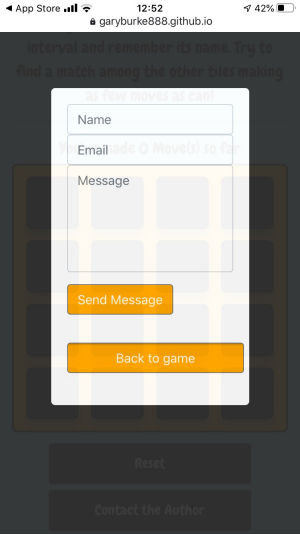 App Store
12:52
42%
garyburke888.github.io
interval and remember its name. Try to
find a match among the other tiles making
as few moves as can!
You made 0 Move(s) so far
Name
Email
Message
Send Message
Back to game
Reset
Contact the Author